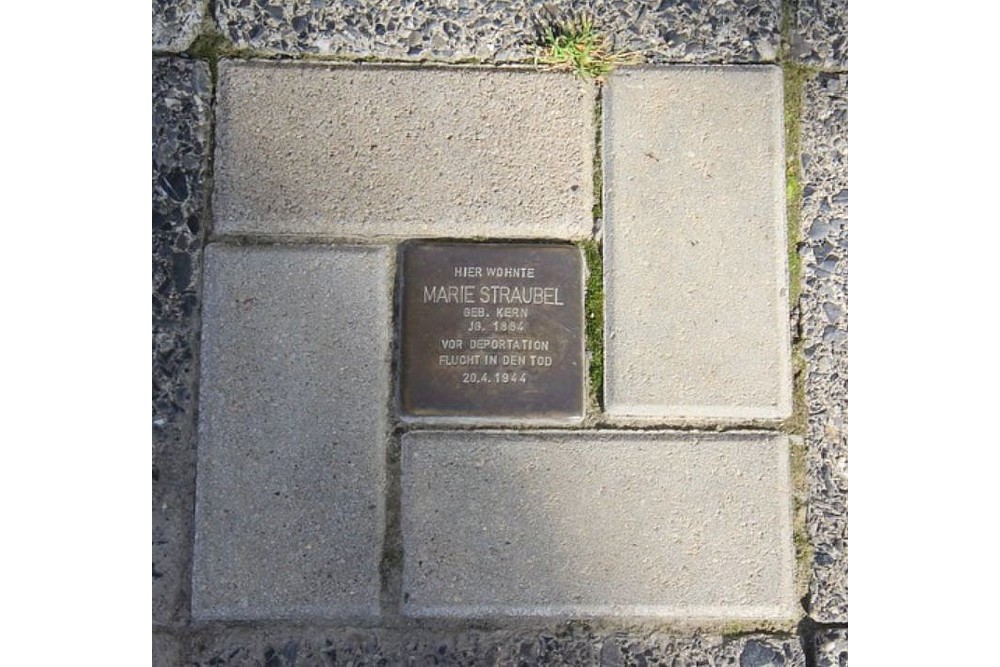 HIER WOHNTE
MARIE STRAUBEL
GEB. KERN
JG. 1864
VOR DEPORTATION
FLUCHT IN DEN TOD
20.4.1944